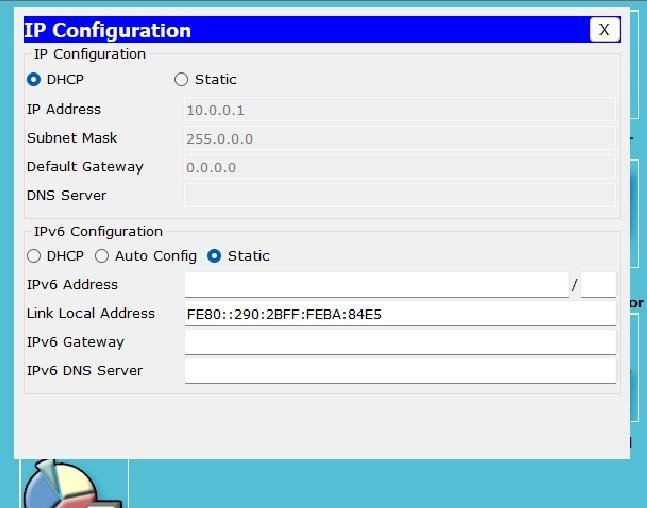 IP Configuration X
IP Configuration
DHCP Static
IP Address 10.0.0.1
Subnet Mask 255.0.0.0
Default Gateway 0.0.0.0
DNS Server
IPv6 Configuration
DHCP Auto Config Static
IPv6 Address /
Link Local Address FE80::290:2BFF:FEBA:84E5
IPv6 Gateway
IPv6 DNS Server
or